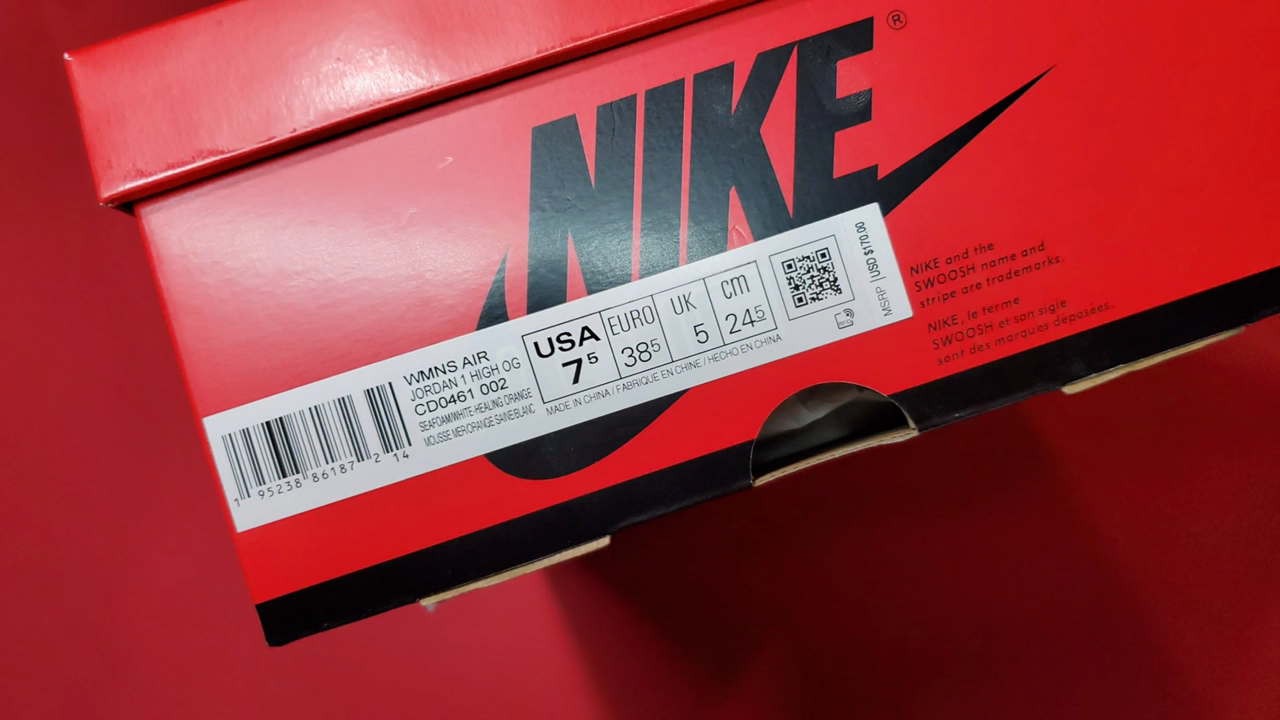 NIKE®
NIKE and the
SWOOSH name and
stripe are trademarks.
NIKE, le terme
SWOOSH et son sigle
sont des marques déposées.
1 95238 86187 2 14
WMNS AIR
JORDAN 1 HIGH OG
CD0461 002
SEAFOAM/WHITE-HEALING ORANGE
MOUSSE MER/ORANGE SAINE/BLANC
USA
7⁵
EURO
38⁵
UK
5
cm
24⁵
MADE IN CHINA / FABRIQUE EN CHINE / HECHO EN CHINA
MSRP | USD $170.00